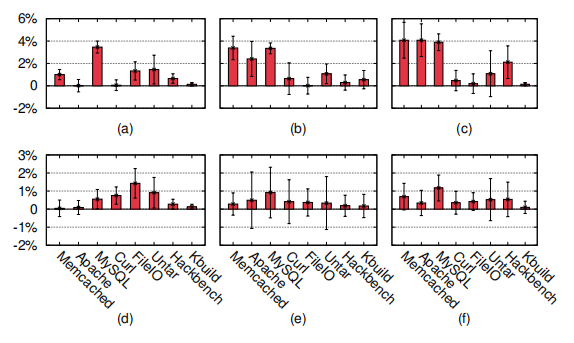 6%
4%
2%
0
-2%
(a)
(b)
(c)
3%
2%
1%
0
-1%
-2%
Memcached
Apache
MySQL
Curl
FileIO
Untar
Hackbench
Kbuild
Memcached
Apache
MySQL
Curl
FileIO
Untar
Hackbench
Kbuild
Memcached
Apache
MySQL
Curl
FileIO
Untar
Hackbench
Kbuild
(d)
(e)
(f)